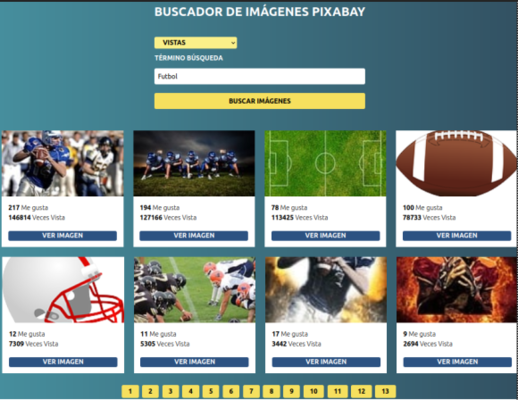 BUSCADOR DE IMÁGENES PIXABAY
VISTAS
TÉRMINO BÚSQUEDA
Futbol
BUSCAR IMÁGENES
217 Me gusta
146814 Veces Vista
VER IMAGEN
194 Me gusta
127166 Veces Vista
VER IMAGEN
78 Me gusta
113425 Veces Vista
VER IMAGEN
100 Me gusta
78733 Veces Vista
VER IMAGEN
12 Me gusta
7309 Veces Vista
VER IMAGEN
11 Me gusta
5305 Veces Vista
VER IMAGEN
17 Me gusta
3442 Veces Vista
VER IMAGEN
9 Me gusta
2694 Veces Vista
VER IMAGEN
1 2 3 4 5 6 7 8 9 10 11 12 13